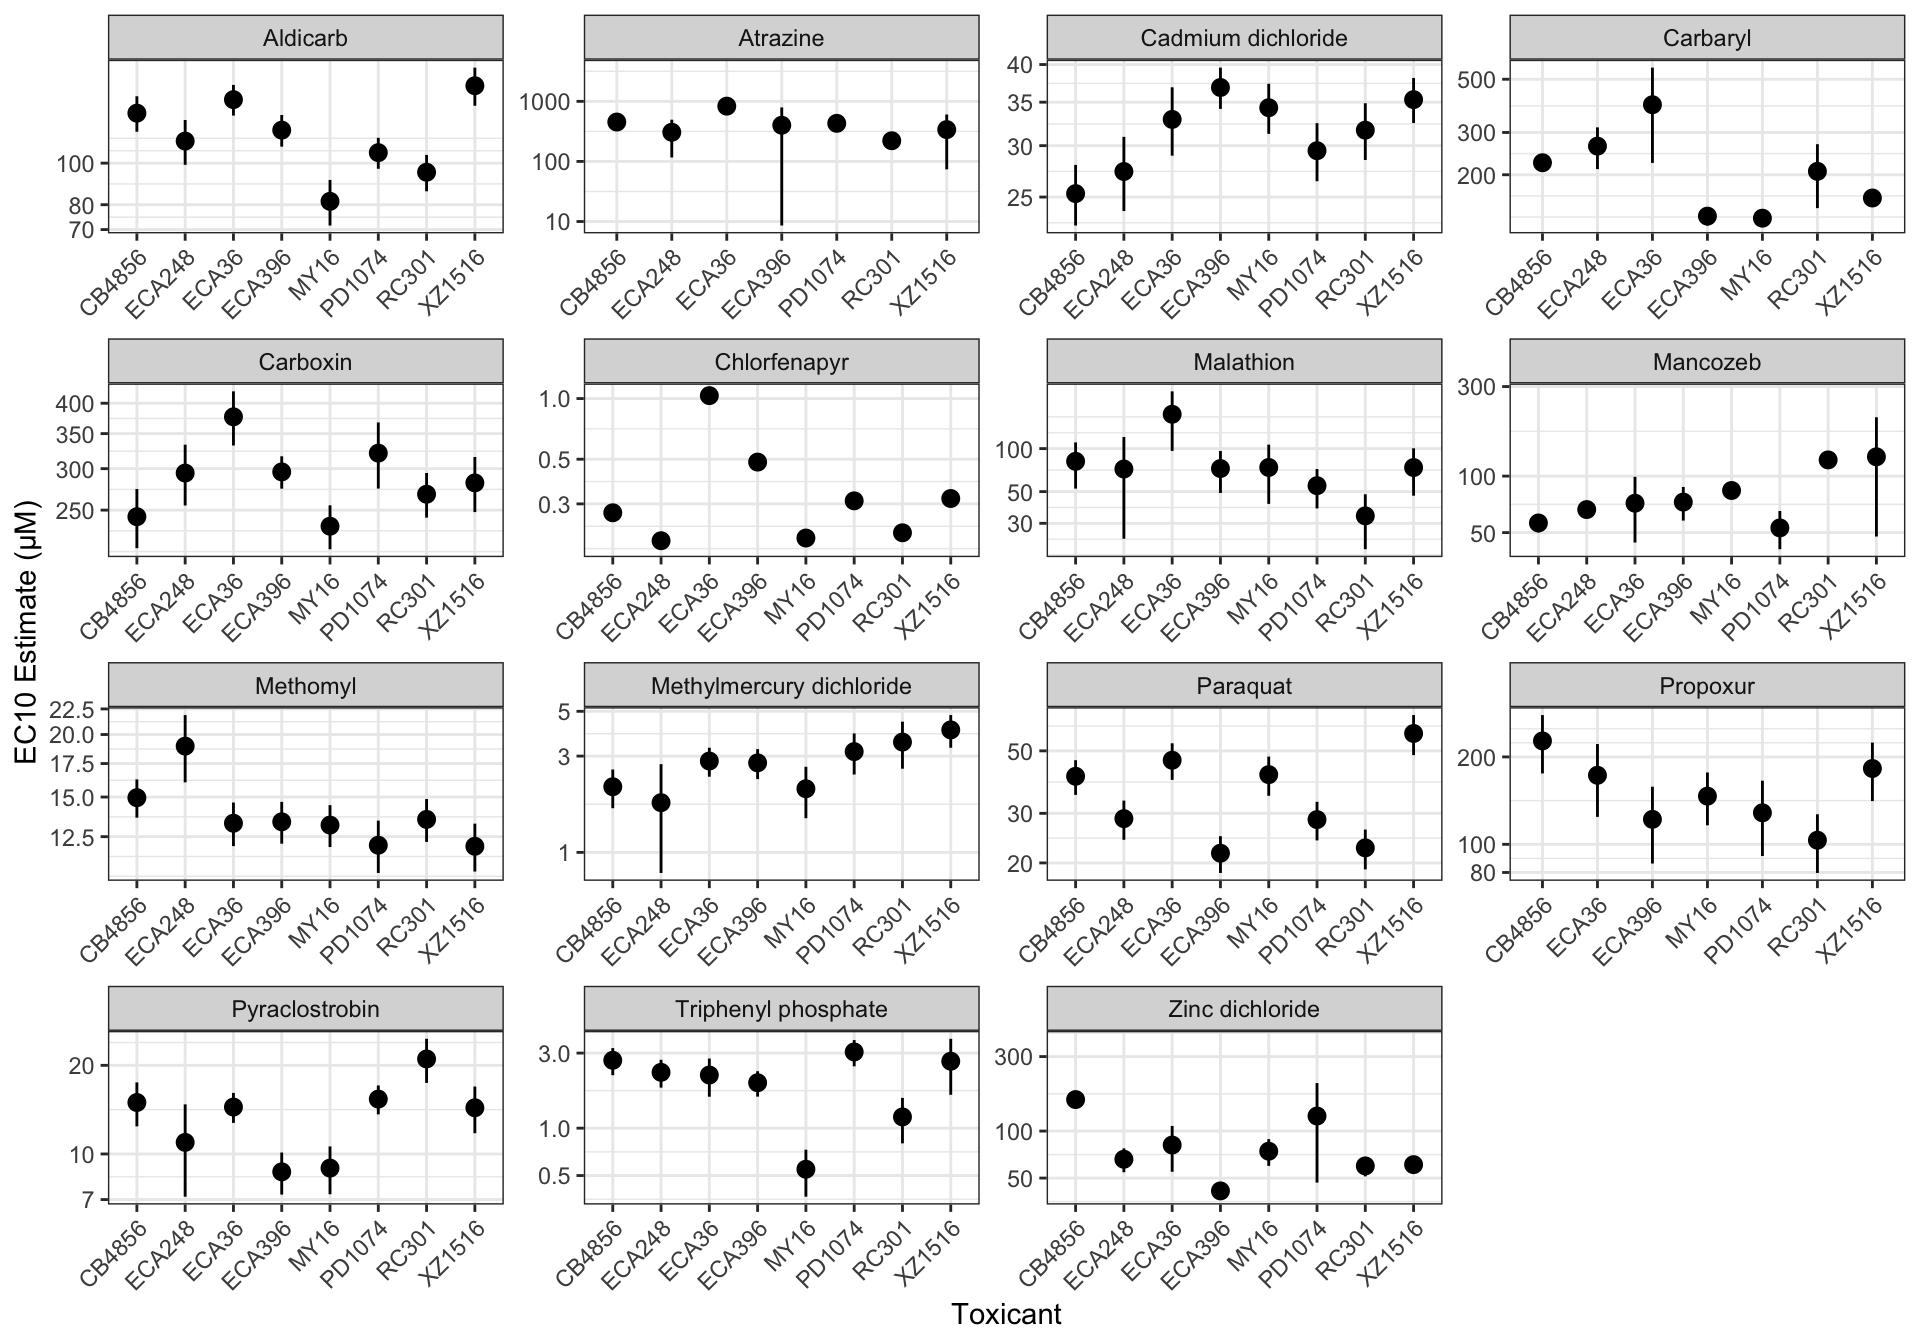 Aldicarb
Atrazine
Cadmium dichloride
Carbaryl
100
80
70
1000
100
10
40
35
30
25
500
300
200
CB4856 ECA248 ECA36 ECA396 MY16 PD1074 RC301 XZ1516
CB4856 ECA248 ECA36 ECA396 PD1074 RC301 XZ1516
CB4856 ECA248 ECA36 ECA396 MY16 PD1074 RC301 XZ1516
CB4856 ECA248 ECA36 ECA396 MY16 RC301 XZ1516
Carboxin
Chlorfenapyr
Malathion
Mancozeb
400
350
300
250
1.0
0.5
0.3
100
50
30
300
100
50
CB4856 ECA248 ECA36 ECA396 MY16 PD1074 RC301 XZ1516
CB4856 ECA248 ECA36 ECA396 MY16 PD1074 RC301 XZ1516
CB4856 ECA248 ECA36 ECA396 MY16 PD1074 RC301 XZ1516
CB4856 ECA248 ECA36 ECA396 MY16 PD1074 RC301 XZ1516
EC10 Estimate (μM)
Methomyl
Methylmercury dichloride
Paraquat
Propoxur
22.5
20.0
17.5
15.0
12.5
5
3
1
50
30
20
200
100
80
CB4856 ECA248 ECA36 ECA396 MY16 PD1074 RC301 XZ1516
CB4856 ECA248 ECA36 ECA396 MY16 PD1074 RC301 XZ1516
CB4856 ECA248 ECA36 ECA396 MY16 PD1074 RC301 XZ1516
CB4856 ECA36 ECA396 MY16 PD1074 RC301 XZ1516
Pyraclostrobin
Triphenyl phosphate
Zinc dichloride
20
10
7
3.0
1.0
0.5
300
100
50
CB4856 ECA248 ECA36 ECA396 MY16 PD1074 RC301 XZ1516
CB4856 ECA248 ECA36 ECA396 MY16 PD1074 RC301 XZ1516
CB4856 ECA248 ECA36 ECA396 MY16 PD1074 RC301 XZ1516
Toxicant